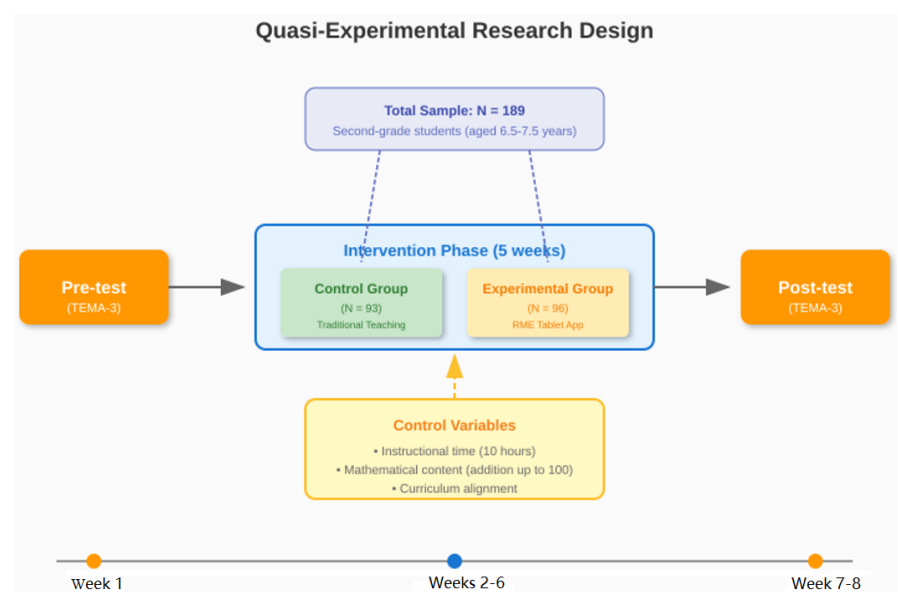 Quasi-Experimental Research Design
Total Sample: N = 189
Second-grade students (aged 6.5-7.5 years)
Intervention Phase (5 weeks)
Pre-test
(TEMA-3)
Control Group
(N = 93)
Traditional Teaching
Experimental Group
(N = 96)
RME Tablet App
Post-test
(TEMA-3)
Control Variables
• Instructional time (10 hours)
• Mathematical content (addition up to 100)
• Curriculum alignment
Week 1
Weeks 2-6
Week 7-8